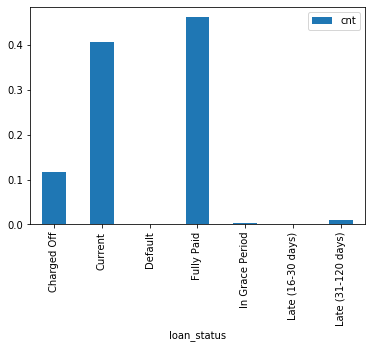 cnt
0.4
0.3
0.2
0.1
0.0
Charged Off
Current
Default
Fully Paid
In Grace Period
Late (16-30 days)
Late (31-120 days)
loan_status